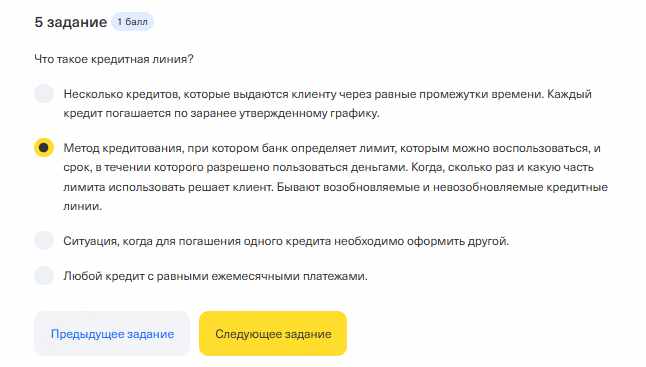 5 задание 1 балл
Что такое кредитная линия?
Несколько кредитов, которые выдаются клиенту через равные промежутки времени. Каждый
кредит погашается по заранее утвержденному графику.
Метод кредитования, при котором банк определяет лимит, которым можно воспользоваться, и
срок, в течении которого разрешено пользоваться деньгами. Когда, сколько раз и какую часть
лимита использовать решает клиент. Бывают возобновляемые и невозобновляемые кредитные
линии.
Ситуация, когда для погашения одного кредита необходимо оформить другой.
Любой кредит с равными ежемесячными платежами.
Предыдущее задание Следующее задание